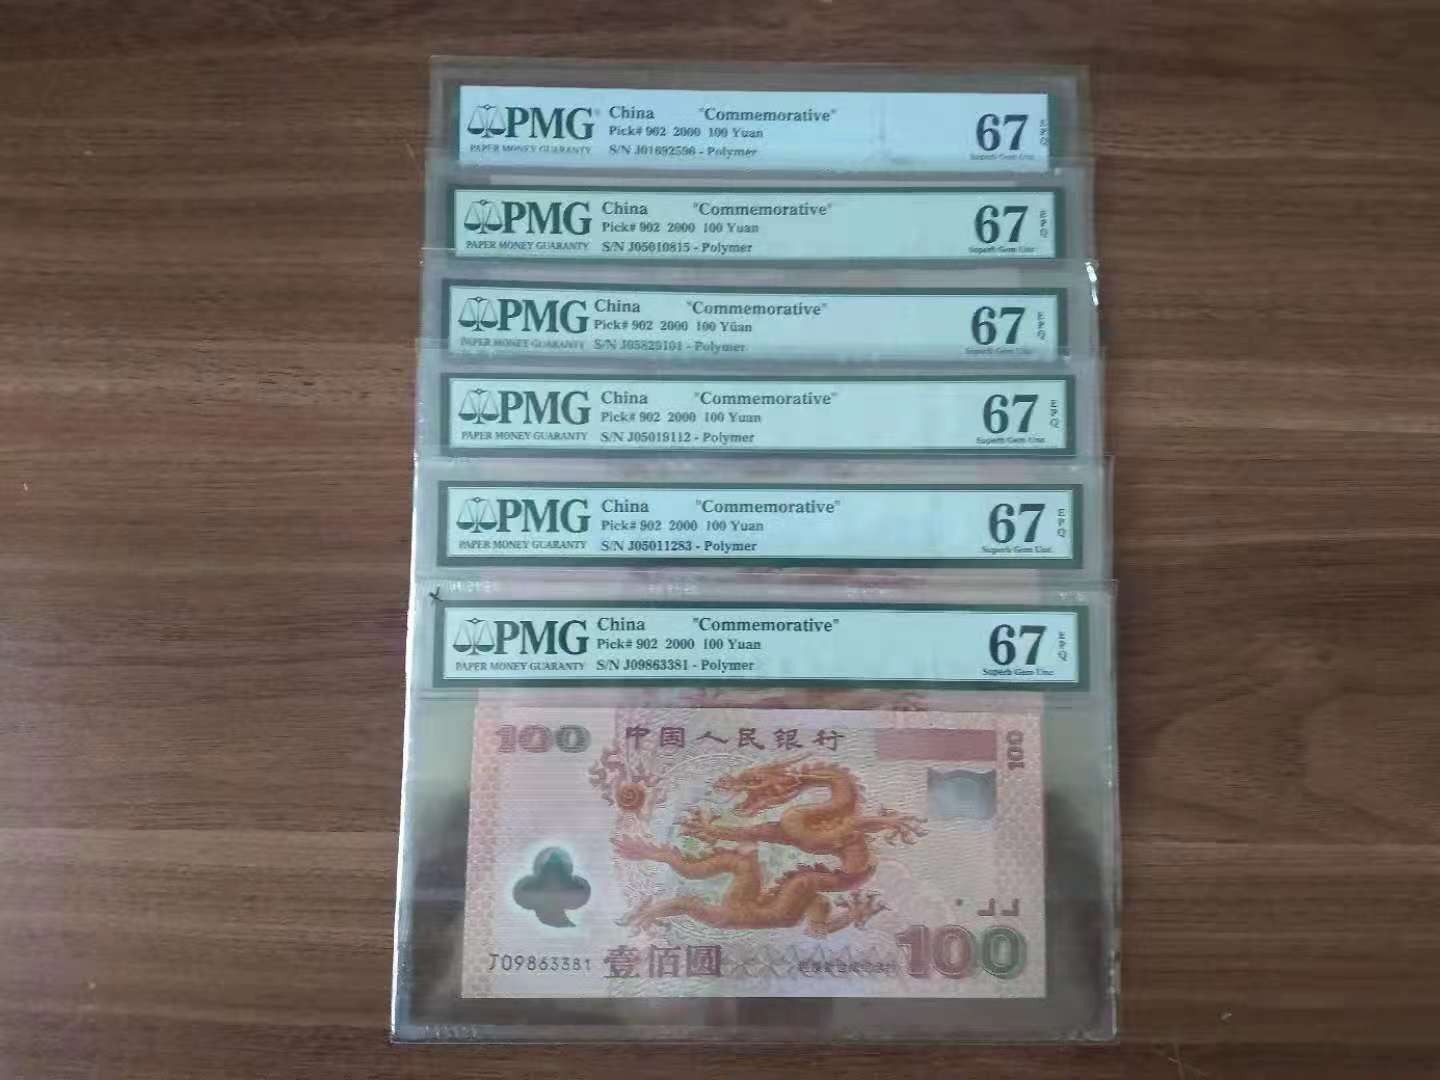 PMG China "Commemorative"
Pick# 902 2000 100 Yuan 67 EPQ
PAPER MONEY GUARANTY S/N J01692596 - Polymer Superb Gem Unc
PMG China "Commemorative"
Pick# 902 2000 100 Yuan 67 EPQ
PAPER MONEY GUARANTY S/N J05010815 - Polymer Superb Gem Unc
PMG China "Commemorative"
Pick# 902 2000 100 Yuan 67 EPQ
PAPER MONEY GUARANTY S/N J05829101 - Polymer Superb Gem Unc
PMG China "Commemorative"
Pick# 902 2000 100 Yuan 67 EPQ
PAPER MONEY GUARANTY S/N J05019112 - Polymer Superb Gem Unc
PMG China "Commemorative"
Pick# 902 2000 100 Yuan 67 EPQ
PAPER MONEY GUARANTY S/N J05011283 - Polymer Superb Gem Unc
PMG China "Commemorative"
Pick# 902 2000 100 Yuan 67 EPQ
PAPER MONEY GUARANTY S/N J09863381 - Polymer Superb Gem Unc
100 中国人民银行 100
J09863381 壹佰圆 100